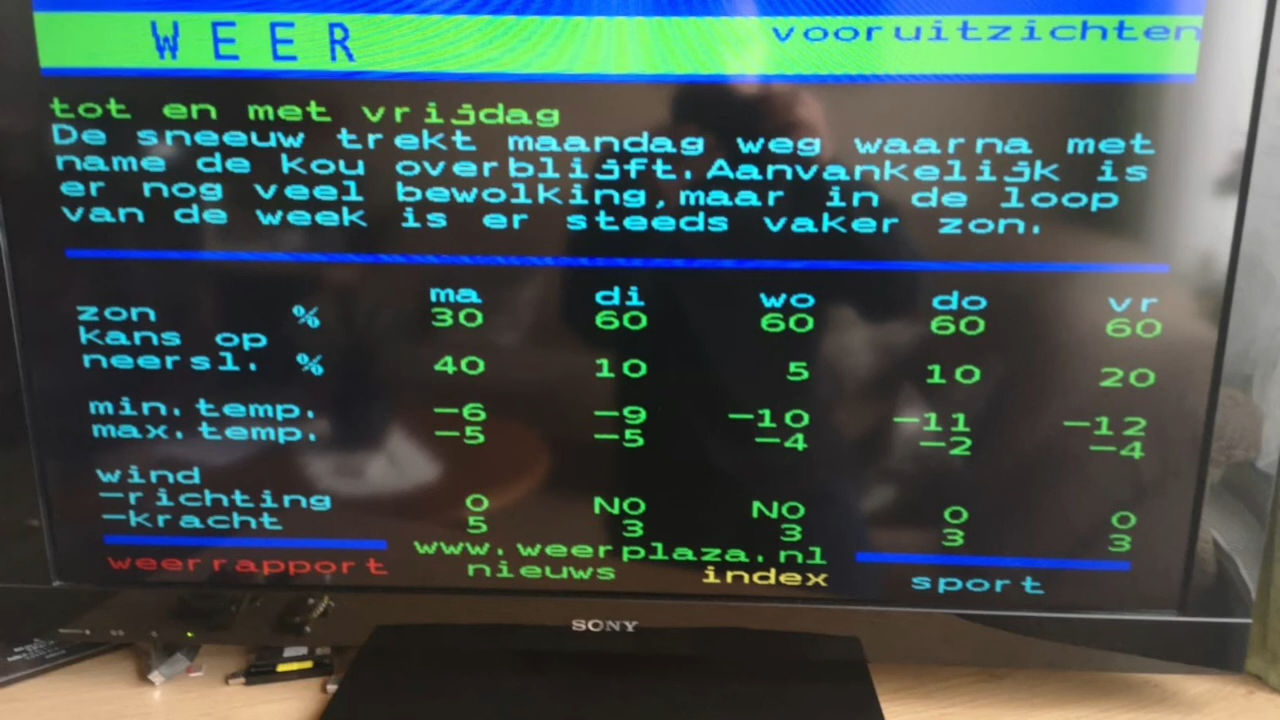 WEER vooruitzichten
tot en met vrijdag
De sneeuw trekt maandag weg waarna met
name de kou overblijft.Aanvankelijk is
er nog veel bewolking,maar in de loop
van de week is er steeds vaker zon.
ma di wo do vr
zon % 30 60 60 60 60
kans op
neersl. % 40 10 5 10 20
min.temp. -6 -9 -10 -11 -12
max.temp. -5 -5 -4 -2 -4
wind
-richting O NO NO O O
-kracht 5 3 3 3 3
www.weerplaza.nl
weerrapport nieuws index sport
SONY